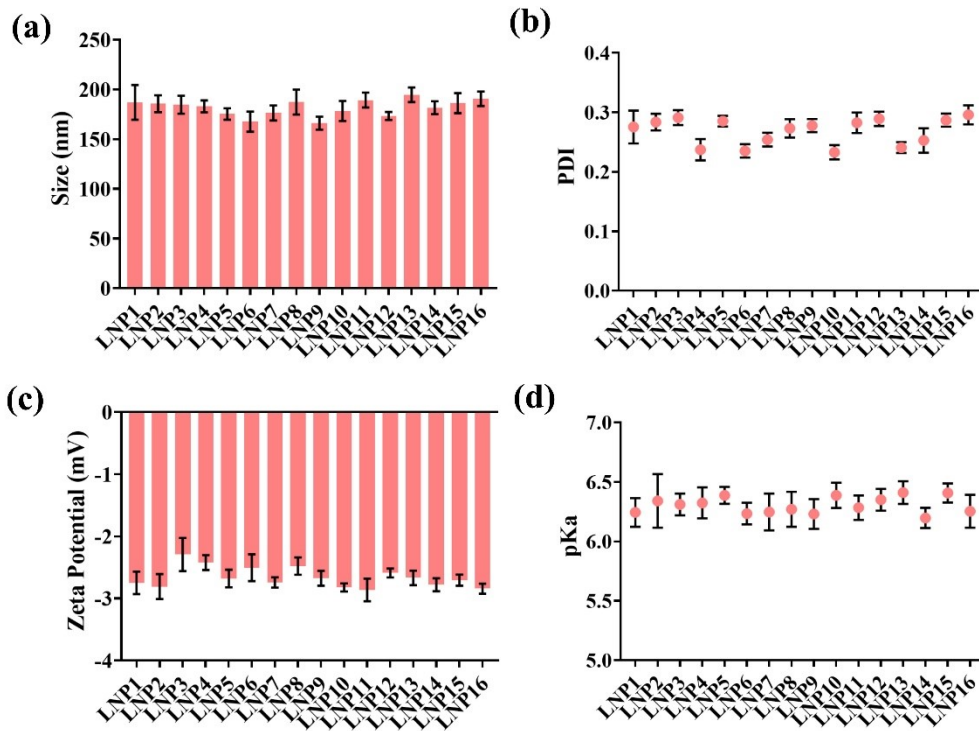 (a)
Size (nm)
250
200
150
100
50
0
LNP1
LNP2
LNP3
LNP4
LNP5
LNP6
LNP7
LNP8
LNP9
LNP10
LNP11
LNP12
LNP13
LNP14
LNP15
LNP16
(b)
PDI
0.4
0.3
0.2
0.1
0.0
LNP1
LNP2
LNP3
LNP4
LNP5
LNP6
LNP7
LNP8
LNP9
LNP10
LNP11
LNP12
LNP13
LNP14
LNP15
LNP16
(c)
Zeta Potential (mV)
0
-1
-2
-3
-4
LNP1
LNP2
LNP3
LNP4
LNP5
LNP6
LNP7
LNP8
LNP9
LNP10
LNP11
LNP12
LNP13
LNP14
LNP15
LNP16
(d)
pKa
7.0
6.5
6.0
5.5
5.0
LNP1
LNP2
LNP3
LNP4
LNP5
LNP6
LNP7
LNP8
LNP9
LNP10
LNP11
LNP12
LNP13
LNP14
LNP15
LNP16